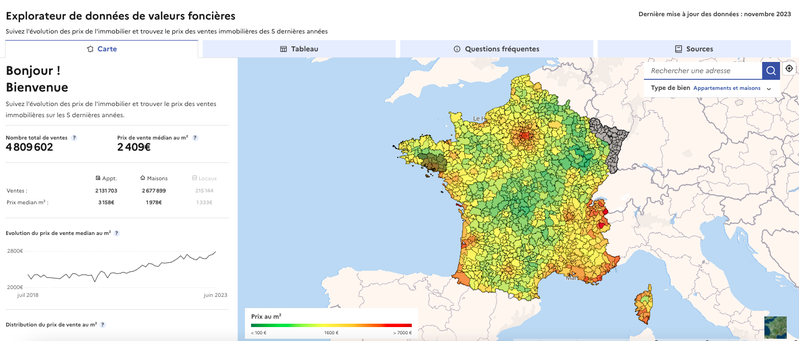 Explorateur de données de valeurs foncières
Dernière mise à jour des données : novembre 2023
Suivez l'évolution des prix de l'immobilier et trouvez le prix des ventes immobilières des 5 dernières années
Carte
Tableau
Questions fréquentes
Sources
Bonjour !
Bienvenue
Suivez l'évolution des prix de l'immobilier et trouver le prix des ventes
immobilières sur les 5 dernières années.
Nombre total de ventes ?
Prix de vente médian au m² ?
4 809 602
2 409€
Appt.
Maisons
Locaux
Ventes :
2 131 703
2 677 899
Prix median m² :
3 158€
1 978€
Evolution du prix de vente median au m² ?
2800€
2000€
juil 2018
juin 2023
Distribution du prix de vente au m² ?
Rechercher une adresse
Type de bien
Appartements et maisons
Prix au m²
< 100 €
1600 €
> 7000 €